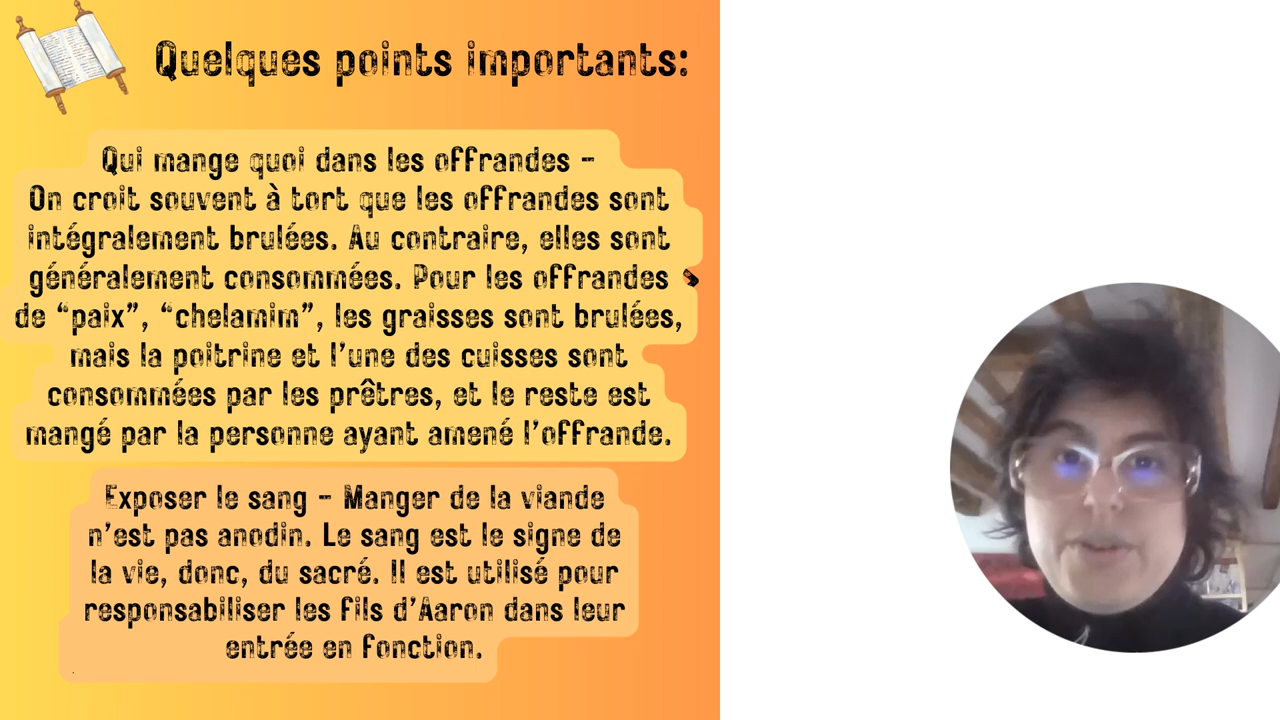 Quelques points importants:
Qui mange quoi dans les offrandes -
On croit souvent à tort que les offrandes sont
intégralement brulées. Au contraire, elles sont
généralement consommées. Pour les offrandes
de “paix”, “chelamim”, les graisses sont brulées,
mais la poitrine et l’une des cuisses sont
consommées par les prêtres, et le reste est
mangé par la personne ayant amené l’offrande.
Exposer le sang - Manger de la viande
n’est pas anodin. Le sang est le signe de
la vie, donc, du sacré. Il est utilisé pour
responsabiliser les fils d’Aaron dans leur
entrée en fonction.